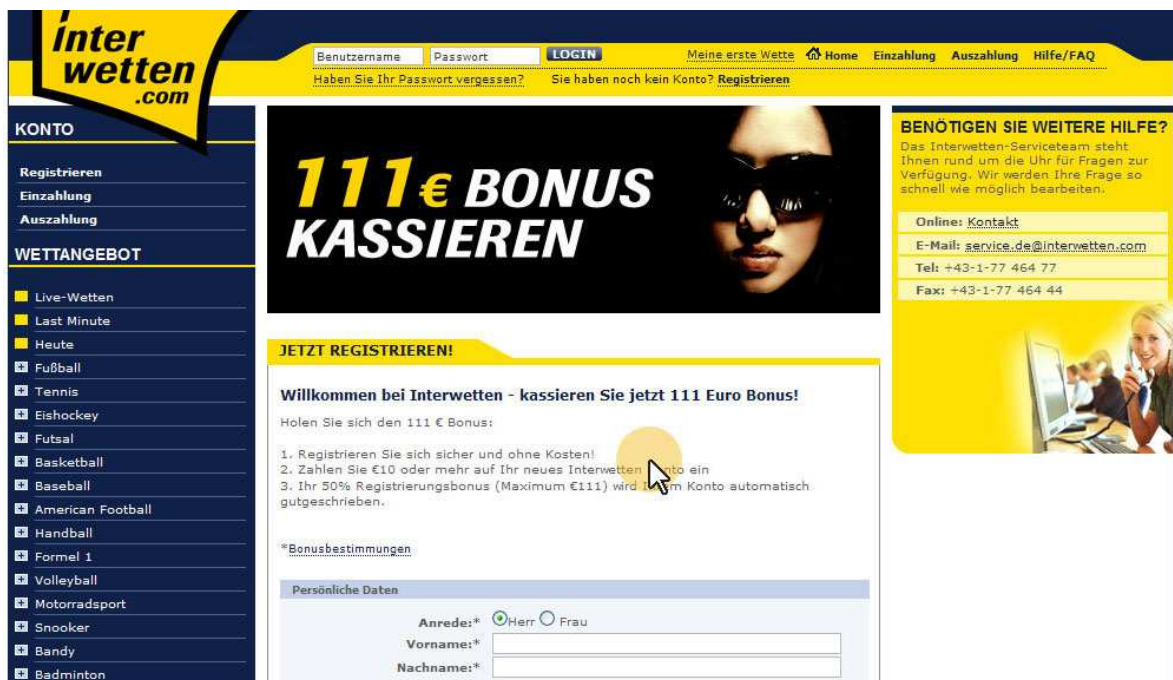 inter
wetten
.com
Benutzername Passwort LOGIN Meine erste Wette Home Einzahlung Auszahlung Hilfe/FAQ
Haben Sie Ihr Passwort vergessen? Sie haben noch kein Konto? Registrieren
KONTO
Registrieren
Einzahlung
Auszahlung
WETTANGEBOT
Live-Wetten
Last Minute
Heute
Fußball
Tennis
Eishockey
Futsal
Basketball
Baseball
American Football
Handball
Formel 1
Volleyball
Motorradsport
Snooker
Bandy
Badminton
111€ BONUS
KASSIEREN
JETZT REGISTRIEREN!
Willkommen bei Interwetten - kassieren Sie jetzt 111 Euro Bonus!
Holen Sie sich den 111 € Bonus:
1. Registrieren Sie sich sicher und ohne Kosten!
2. Zahlen Sie €10 oder mehr auf Ihr neues Interwetten ein
3. Ihr 50% Registrierungsbonus (Maximum €111) wird Konto automatisch
gutgeschrieben.
*Bonusbestimmungen
Persönliche Daten
Anrede:* Herr Frau
Vorname:*
Nachname:*
BENÖTIGEN SIE WEITERE HILFE?
Das Interwetten-Serviceteam steht
Ihnen rund um die Uhr für Fragen zur
Verfügung. Wir werden Ihre Frage so
schnell wie möglich bearbeiten.
Online: Kontakt
E-Mail: service.de@interwetten.com
Tel: +43-1-77 464 77
Fax: +43-1-77 464 44